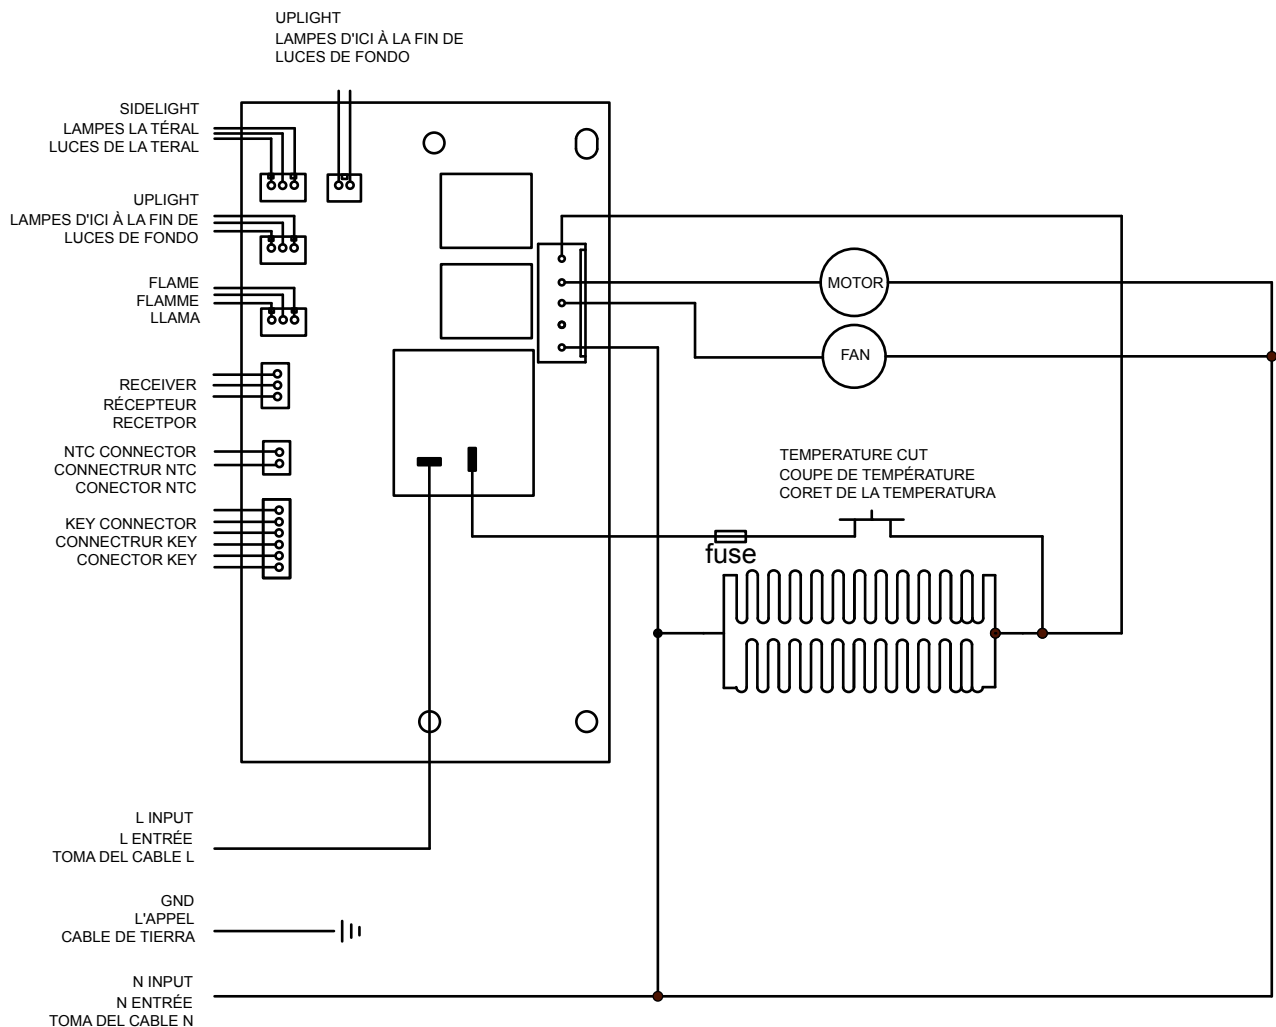 UPLIGHT
LAMPES D'ICI À LA FIN DE
LUCES DE FONDO
SIDELIGHT
LAMPES LA TÉRAL
LUCES DE LA TERAL
UPLIGHT
LAMPES D'ICI À LA FIN DE
LUCES DE FONDO
FLAME
FLAMME
LLAMA
RECEIVER
RÉCEPTEUR
RECETPOR
NTC CONNECTOR
CONNECTRUR NTC
CONECTOR NTC
KEY CONNECTOR
CONNECTRUR KEY
CONECTOR KEY
MOTOR
FAN
TEMPERATURE CUT
COUPE DE TEMPÉRATURE
CORET DE LA TEMPERATURA
fuse
L INPUT
L ENTRÉE
TOMA DEL CABLE L
GND
L'APPEL
CABLE DE TIERRA
N INPUT
N ENTRÉE
TOMA DEL CABLE N